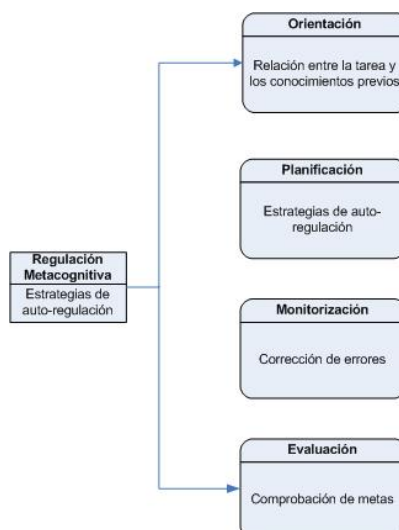 Orientación
Relación entre la tarea y
los conocimientos previos
Planificación
Estrategias de auto-
regulación
Regulación
Metacognitiva
Estrategias de
auto-regulación
Monitorización
Corrección de errores
Evaluación
Comprobación de metas